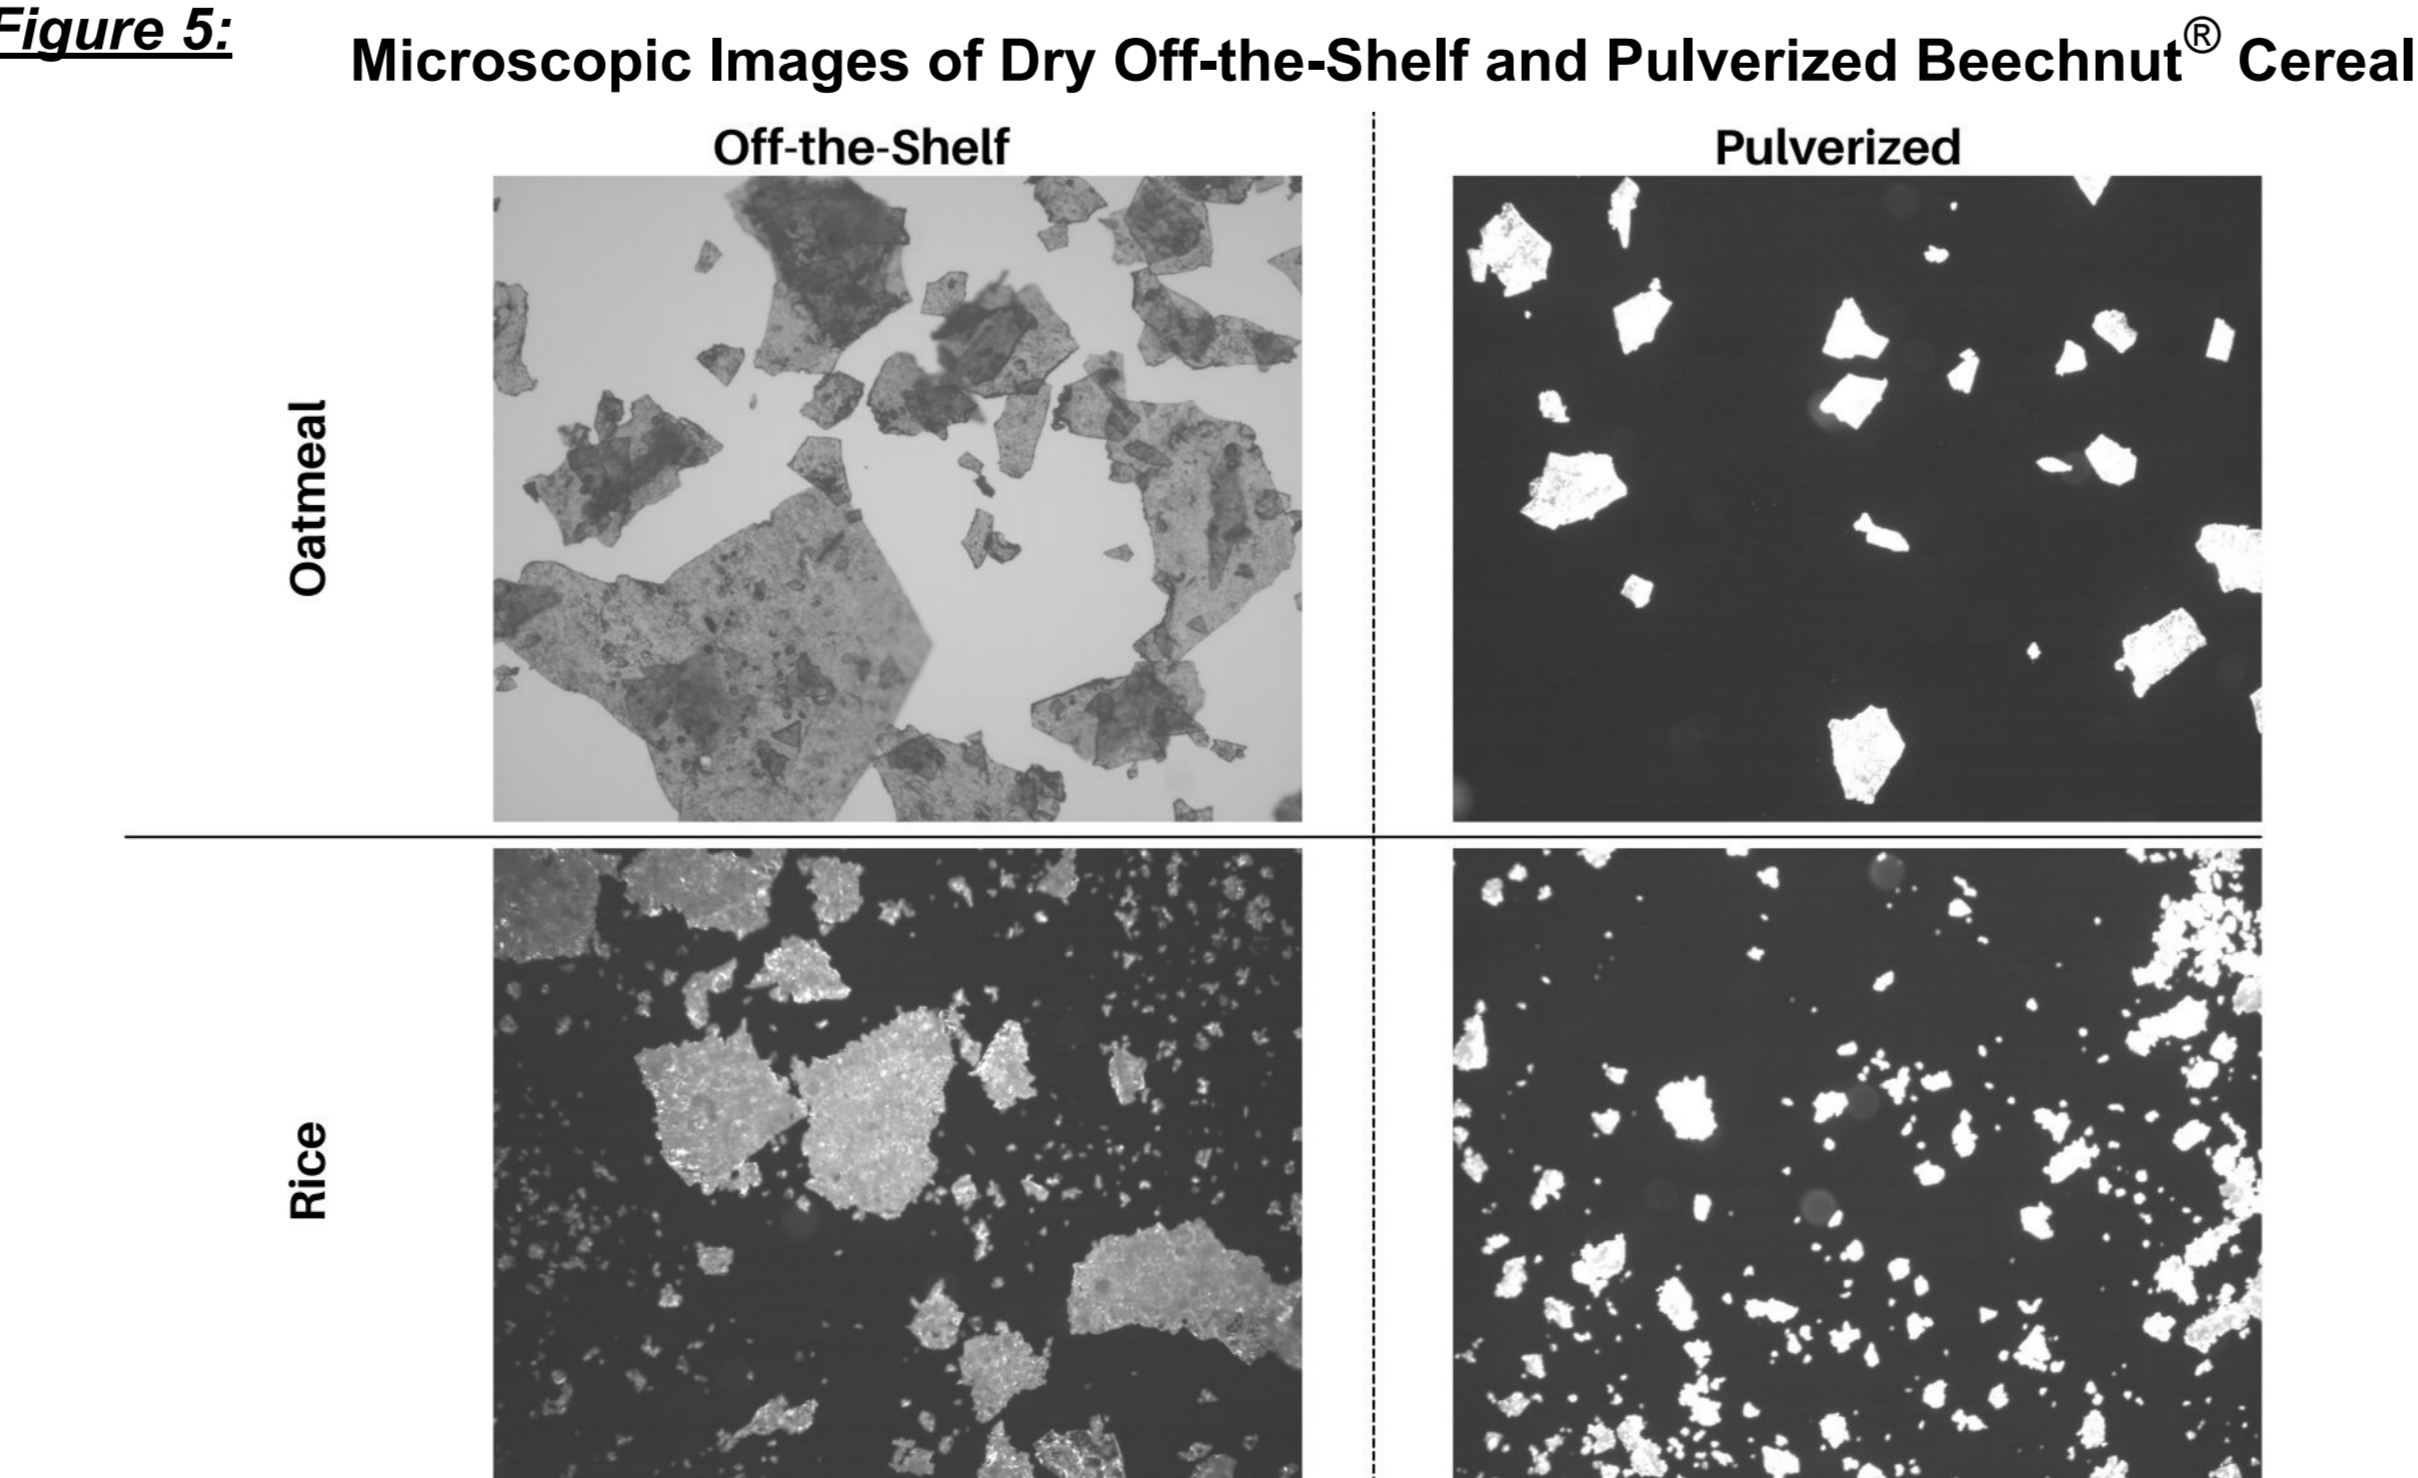 Figure 5:
Microscopic Images of Dry Off-the-Shelf and Pulverized Beechnut® Cereal
Off-the-Shelf
Pulverized
Oatmeal
Rice